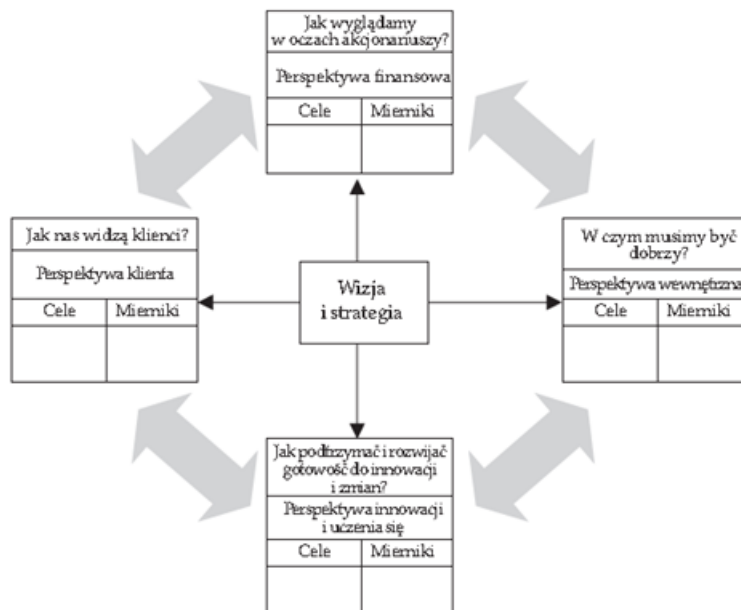 Jak wyglądamy
w oczach akcjonariuszy?
Perspektywa finansowa
Cele Mierniki
Jak nas widzą klienci?
Perspektywa klienta
Cele Mierniki
Wizja
i strategia
W czym musimy być
dobrzy?
Perspektywa wewnętrzna
Cele Mierniki
Jak podtrzymać i rozwijać
gotowość do innowacji
i zmian?
Perspektywa innowacji
i uczenia się
Cele Mierniki